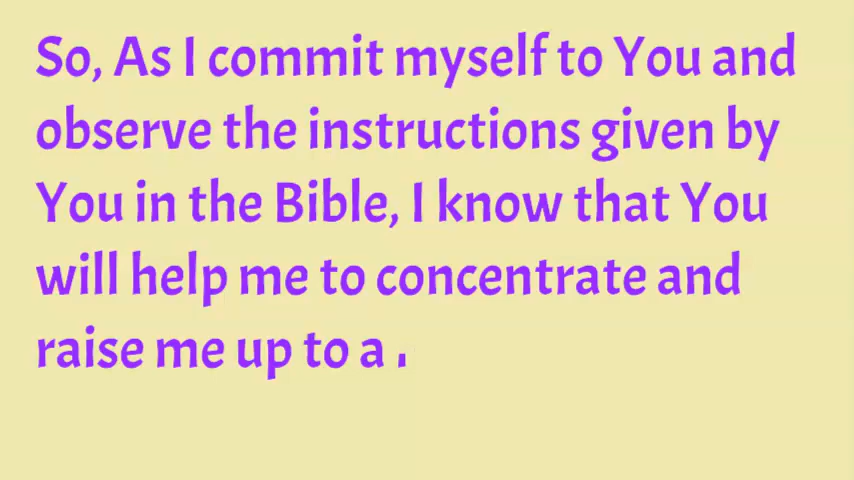 So, As I commit myself to You and
observe the instructions given by
You in the Bible, I know that You
will help me to concentrate and
raise me up to a